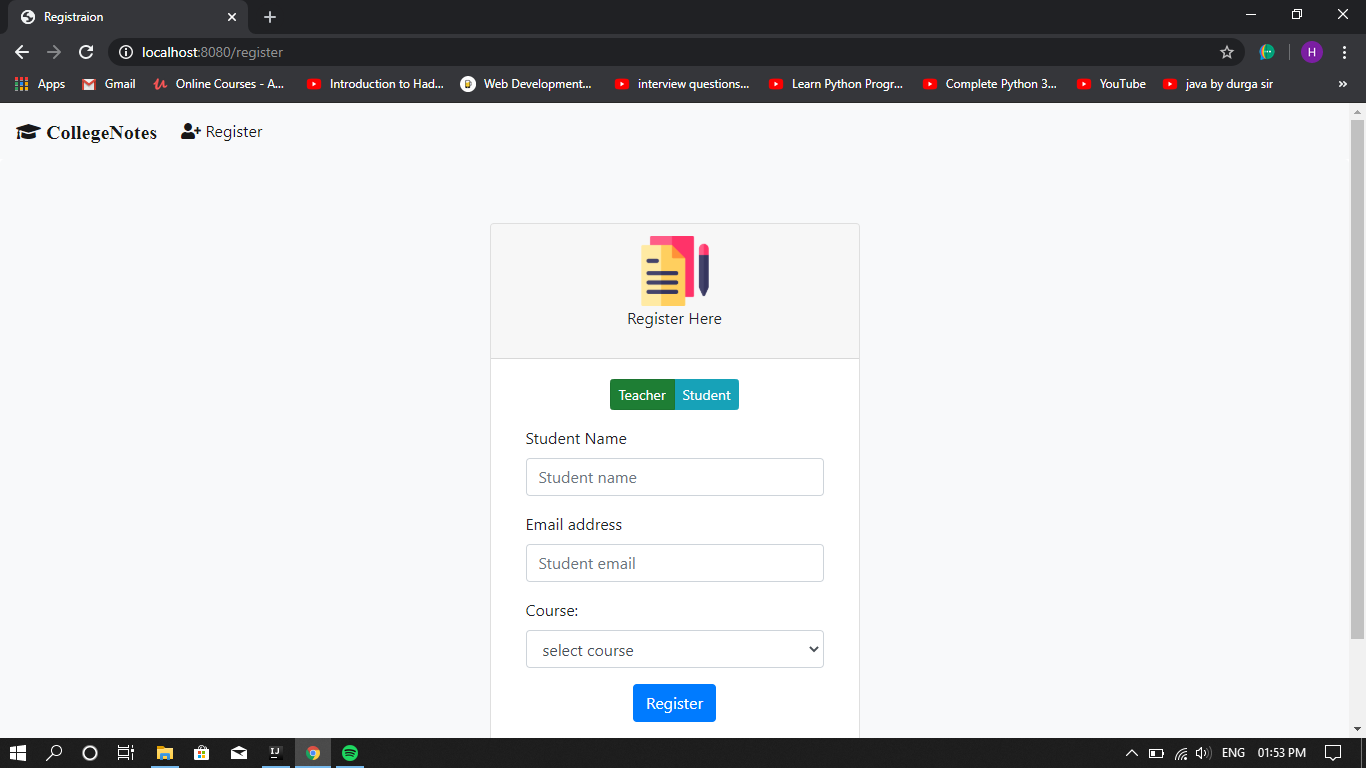 Registraion
localhost:8080/register
H
Apps Gmail Online Courses - A... Introduction to Had... Web Development... interview questions... Learn Python Progr... Complete Python 3... YouTube java by durga sir »
CollegeNotes Register
Register Here
Teacher Student
Student Name
Student name
Email address
Student email
Course:
select course
Register
IJ ENG 01:53 PM